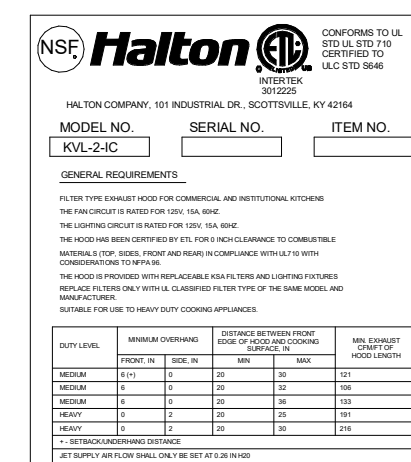 NSF
Halton
ETL
CONFORMS TO UL
STD UL STD 710
CERTIFIED TO
ULC STD S646
INTERTEK
3012225
HALTON COMPANY, 101 INDUSTRIAL DR., SCOTTSVILLE, KY 42164
MODEL NO. SERIAL NO. ITEM NO.
KVL-2-IC
GENERAL REQUIREMENTS
FILTER TYPE EXHAUST HOOD FOR COMMERCIAL AND INSTITUTIONAL KITCHENS
THE FAN CIRCUIT IS RATED FOR 125V, 15A, 60HZ.
THE LIGHTING CIRCUIT IS RATED FOR 125V, 15A, 60HZ.
THE HOOD HAS BEEN CERTIFIED BY ETL FOR 0 INCH CLEARANCE TO COMBUSTIBLE
MATERIALS (TOP, SIDES, FRONT AND REAR) IN COMPLIANCE WITH UL710 WITH
CONSIDERATIONS TO NFPA 96.
THE HOOD IS PROVIDED WITH REPLACEABLE KSA FILTERS AND LIGHTING FIXTURES
REPLACE FILTERS ONLY WITH UL CLASSIFIED FILTER TYPE OF THE SAME MODEL AND
MANUFACTURER.
SUITABLE FOR USE TO HEAVY DUTY COOKING APPLIANCES.
DUTY LEVEL
MINIMUM OVERHANG
DISTANCE BETWEEN FRONT
EDGE OF HOOD AND COOKING
SURFACE, IN
MIN. EXHAUST
CFM/FT OF
HOOD LENGTH
FRONT, IN SIDE, IN MIN MAX
MEDIUM 6 (+) 0 20 30 121
MEDIUM 6 0 20 32 106
MEDIUM 6 0 20 36 133
HEAVY 0 2 20 25 191
HEAVY 0 2 20 30 216
+ - SETBACK/UNDERHANG DISTANCE
JET SUPPLY AIR FLOW SHALL ONLY BE SET AT 0.26 IN H20